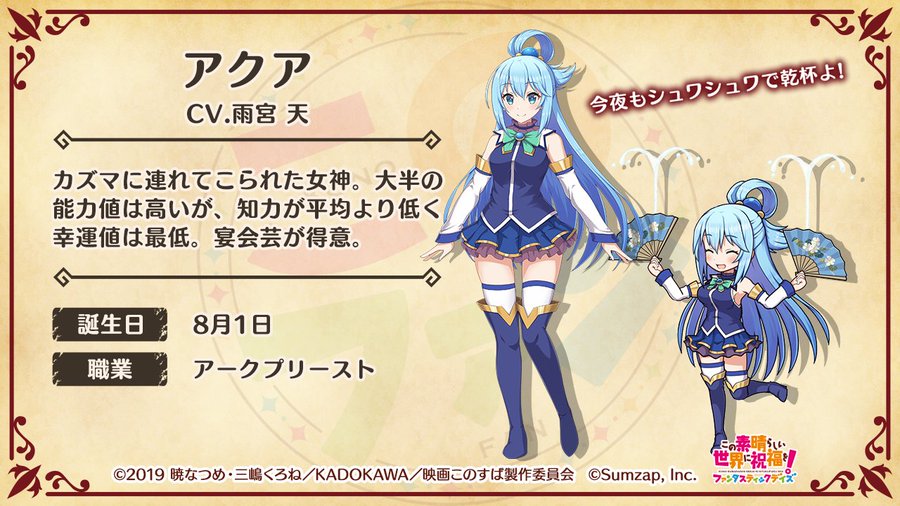 アクア
CV.雨宮 天
今夜もシュワシュワで乾杯よ!
カズマに連れてこられた女神。大半の
能力値は高いが、知力が平均より低く
幸運値は最低。宴会芸が得意。
誕生日 8月1日
職業 アークプリースト
この素晴らしい
世界に祝福を!
ファンタスティックデイズ
©2019 暁なつめ・三嶋くろね／KADOKAWA／映画このすば製作委員会 ©Sumzap, Inc.